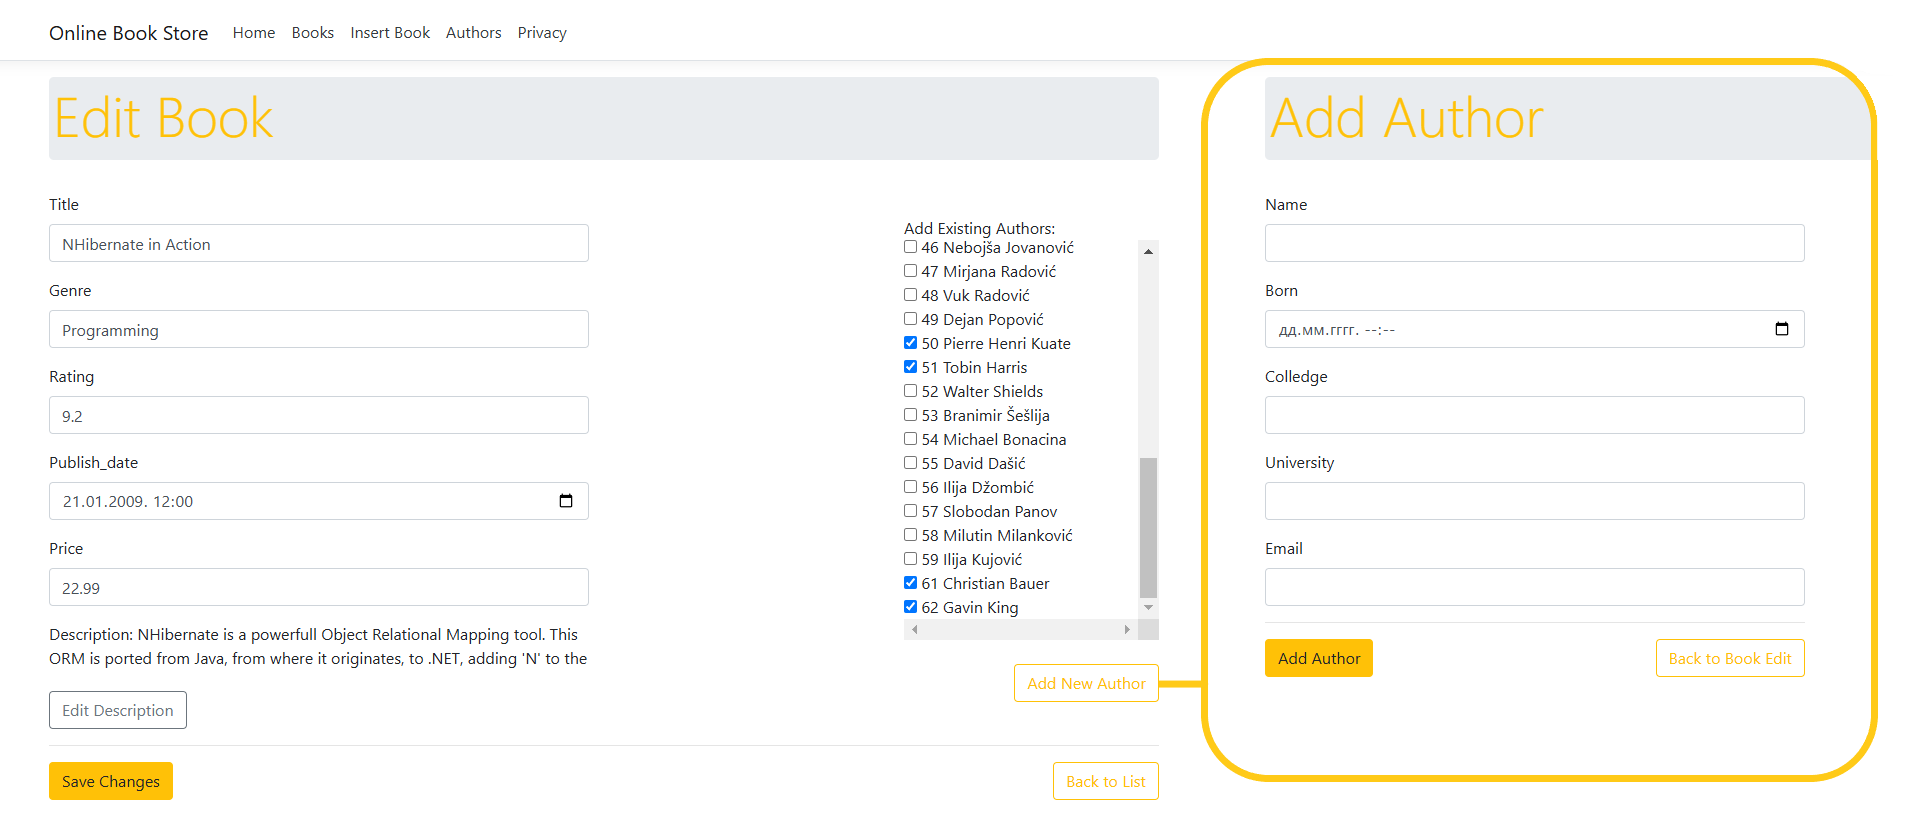 Online Book Store Home Books Insert Book Authors Privacy
Edit Book
Title
NHibernate in Action
Genre
Programming
Rating
9.2
Publish_date
21.01.2009. 12:00
Price
22.99
Description: NHibernate is a powerfull Object Relational Mapping tool. This
ORM is ported from Java, from where it originates, to .NET, adding 'N' to the
Edit Description
Add Existing Authors:
46 Nebojša Jovanović
47 Mirjana Radović
48 Vuk Radović
49 Dejan Popović
50 Pierre Henri Kuate
51 Tobin Harris
52 Walter Shields
53 Branimir Šešlija
54 Michael Bonacina
55 David Dašić
56 Ilija Džombić
57 Slobodan Panov
58 Milutin Milanković
59 Ilija Kujović
61 Christian Bauer
62 Gavin King
Add New Author
Save Changes
Back to List
Add Author
Name
Born
дд.мм.гггг. --:--
Colledge
University
Email
Add Author
Back to Book Edit